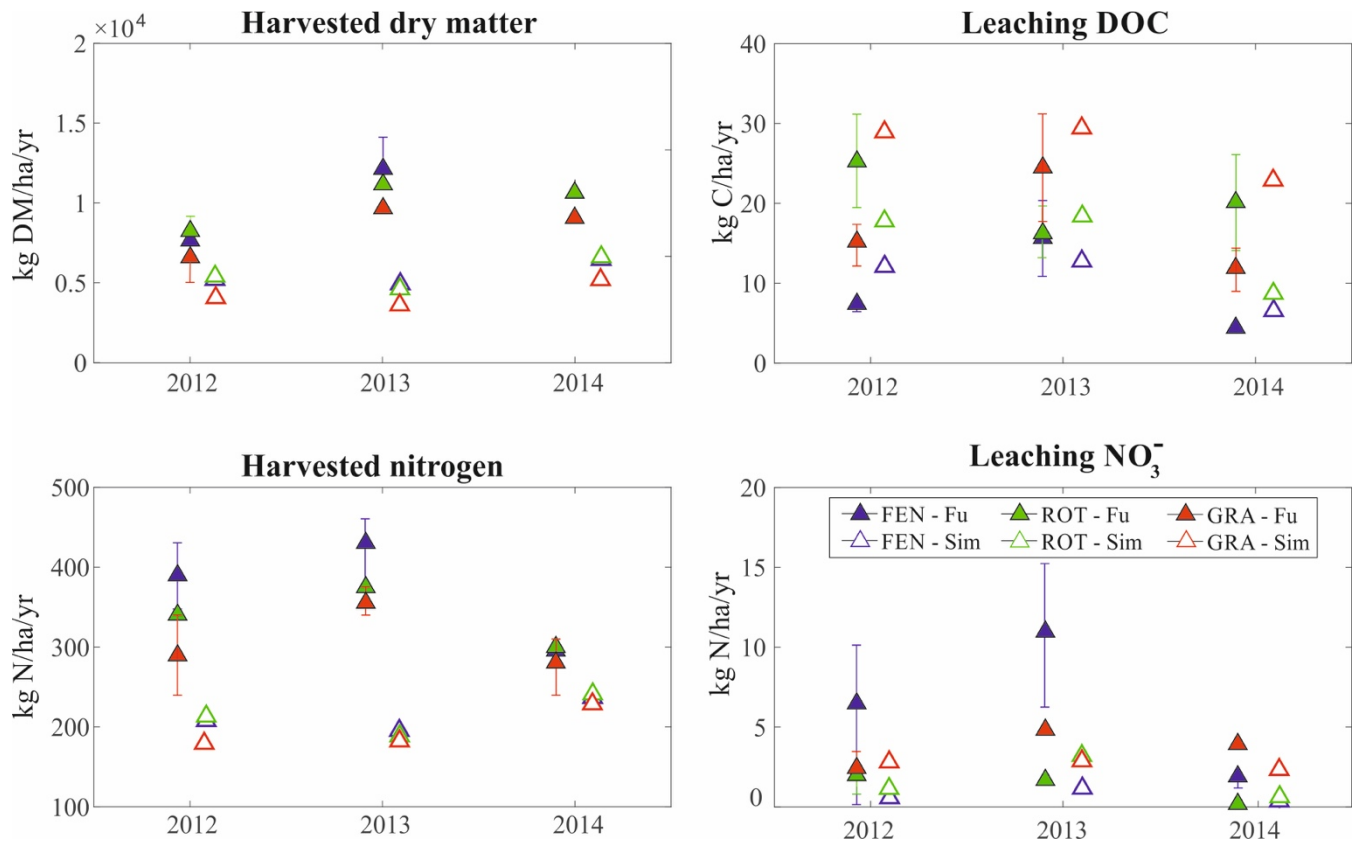 Harvested dry matter
×10⁴
2
1.5
1
0.5
0
kg DM/ha/yr
2012 2013 2014
Leaching DOC
40
30
20
10
0
kg C/ha/yr
2012 2013 2014
Harvested nitrogen
500
400
300
200
100
kg N/ha/yr
2012 2013 2014
Leaching NO₃⁻
20
15
10
5
0
kg N/ha/yr
FEN - Fu ROT - Fu GRA - Fu
FEN - Sim ROT - Sim GRA - Sim
2012 2013 2014